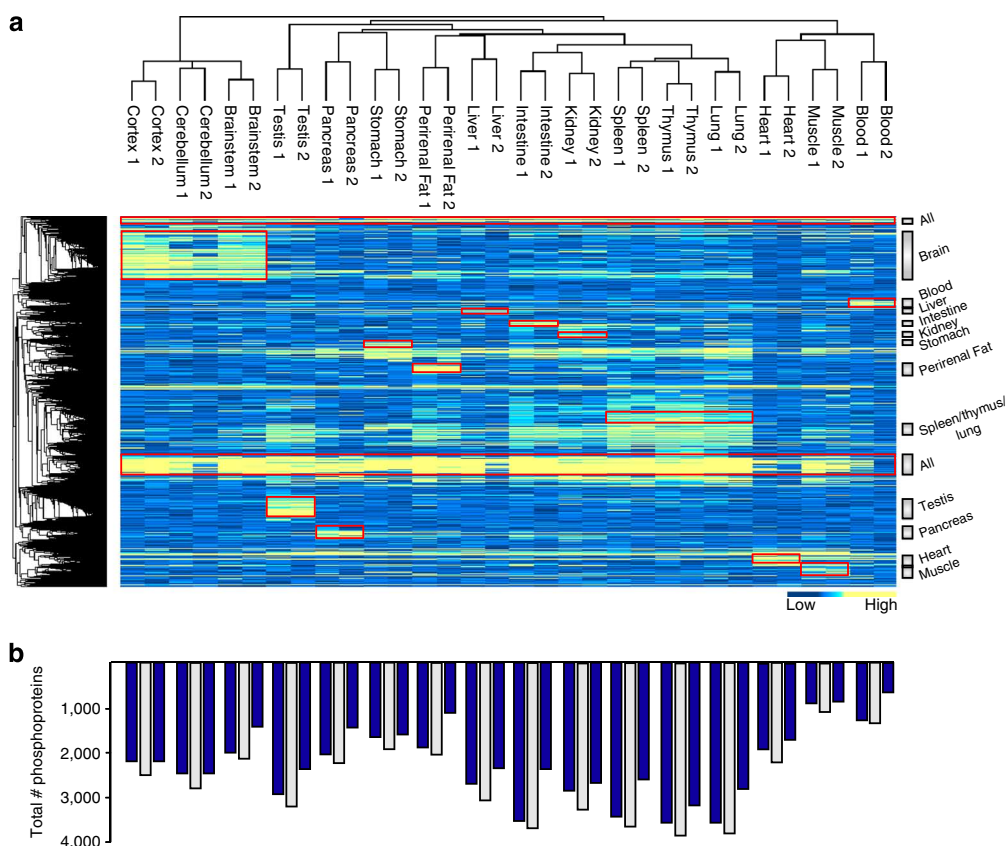 a
Cortex 1
Cortex 2
Cerebellum 1
Cerebellum 2
Brainstem 1
Brainstem 2
Testis 1
Testis 2
Pancreas 1
Pancreas 2
Stomach 1
Stomach 2
Perirenal Fat 1
Perirenal Fat 2
Liver 1
Liver 2
Intestine 1
Intestine 2
Kidney 1
Kidney 2
Spleen 1
Spleen 2
Thymus 1
Thymus 2
Lung 1
Lung 2
Heart 1
Heart 2
Muscle 1
Muscle 2
Blood 1
Blood 2
All
Brain
Blood
Liver
Intestine
Kidney
Stomach
Perirenal Fat
Spleen/thymus/
lung
All
Testis
Pancreas
Heart
Muscle
Low High
b
Total # phosphoproteins
1,000
2,000
3,000
4,000